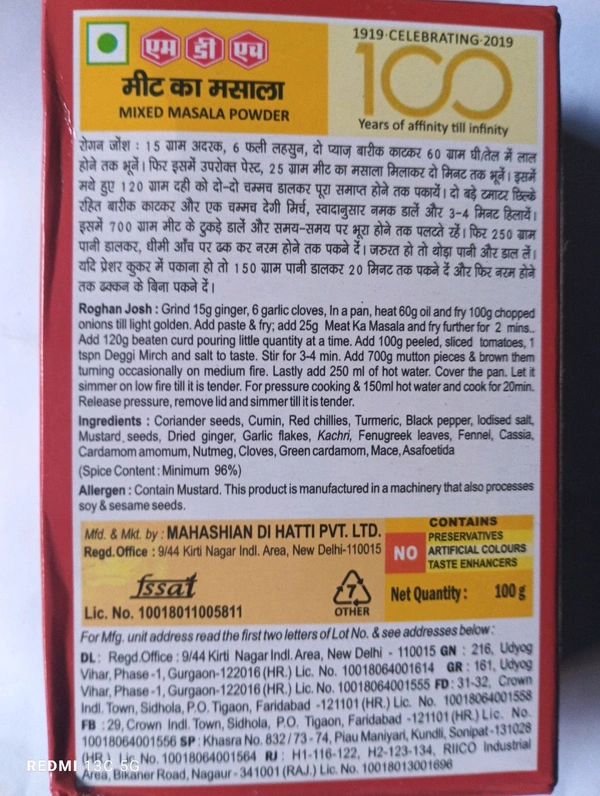 एम डी एच
मीट का मसाला
MIXED MASALA POWDER
1919·CELEBRATING·2019
100
Years of affinity till infinity
रोगन जोंश : 15 ग्राम अदरक, 6 फली लहसुन, दो प्याज़ बारीक काटकर 60 ग्राम घी/तेल में लाल
होने तक भूनें। फिर इसमें उपरोक्त पेस्ट, 25 ग्राम मीट का मसाला मिलाकर दो मिनट तक भूनें। इसमें
मथे हुए 120 ग्राम दही को दो-दो चम्मच डालकर पूरा समाप्त होने तक पकायें। दो बड़े टमाटर छिल्के
रहित बारीक काटकर और एक चम्मच देगी मिर्च, स्वादानुसार नमक डालें और 3-4 मिनट हिलायें।
इसमें 700 ग्राम मीट के टुकड़े डालें और समय-समय पर भूरा होने तक पलटते रहें। फिर 250 ग्राम
पानी डालकर, धीमी आँच पर ढक कर नरम होने तक पकने दें। जरुरत हो तो थोड़ा पानी और डाल लें।
यदि प्रेशर कुकर में पकाना हो तो 150 ग्राम पानी डालकर 20 मिनट तक पकने दें और फिर नरम होने
तक ढक्कन के बिना पकने दें।
Roghan Josh : Grind 15g ginger, 6 garlic cloves, In a pan, heat 60g oil and fry 100g chopped
onions till light golden. Add paste & fry; add 25g Meat Ka Masala and fry further for 2 mins..
Add 120g beaten curd pouring little quantity at a time. Add 100g peeled, sliced tomatoes, 1
tspn Deggi Mirch and salt to taste. Stir for 3-4 min. Add 700g mutton pieces & brown them
turning occasionally on medium fire. Lastly add 250 ml of hot water. Cover the pan. Let it
simmer on low fire till it is tender. For pressure cooking & 150ml hot water and cook for 20min.
Release pressure, remove lid and simmer till it is tender.
Ingredients : Coriander seeds, Cumin, Red chillies, Turmeric, Black pepper, Iodised salt,
Mustard seeds, Dried ginger, Garlic flakes, Kachri, Fenugreek leaves, Fennel, Cassia,
Cardamom amomum, Nutmeg, Cloves, Green cardamom, Mace, Asafoetida
(Spice Content : Minimum 96%)
Allergen : Contain Mustard. This product is manufactured in a machinery that also processes
soy & sesame seeds.
Mfd. & Mkt. by : MAHASHIAN DI HATTI PVT. LTD.
Regd. Office : 9/44 Kirti Nagar Indl. Area, New Delhi-110015
fssai
Lic. No. 10018011005811
7
OTHER
CONTAINS
NO
PRESERVATIVES
ARTIFICIAL COLOURS
TASTE ENHANCERS
Net Quantity : 100 g
For Mfg. unit address read the first two letters of Lot No. & see addresses below :
DL : Regd.Office : 9/44 Kirti Nagar Indl. Area, New Delhi - 110015 GN : 216, Udyog
Vihar, Phase -1, Gurgaon-122016 (HR.) Lic. No. 10018064001614 GR : 161, Udyog
Vihar, Phase -1, Gurgaon-122016 (HR.) Lic. No. 10018064001555 FD : 31-32, Crown
Indl. Town, Sidhola, P.O. Tigaon, Faridabad -121101 (HR.) Lic. No. 10018064001558
FB : 29, Crown Indl. Town, Sidhola, P.O. Tigaon, Faridabad -121101 (HR.) Lic. No.
10018064001556 SP : Khasra No. 832 / 73 - 74, Piau Maniyari, Kundli, Sonipat-131028
(HR.) Lic. No. 10018064001564 RJ : H1-116-122, H2-123-134, RIICO Industrial
Area, Bikaner Road, Nagaur - 341001 (RAJ.) Lic. No. 10018013001696
REDMI 13C 5G